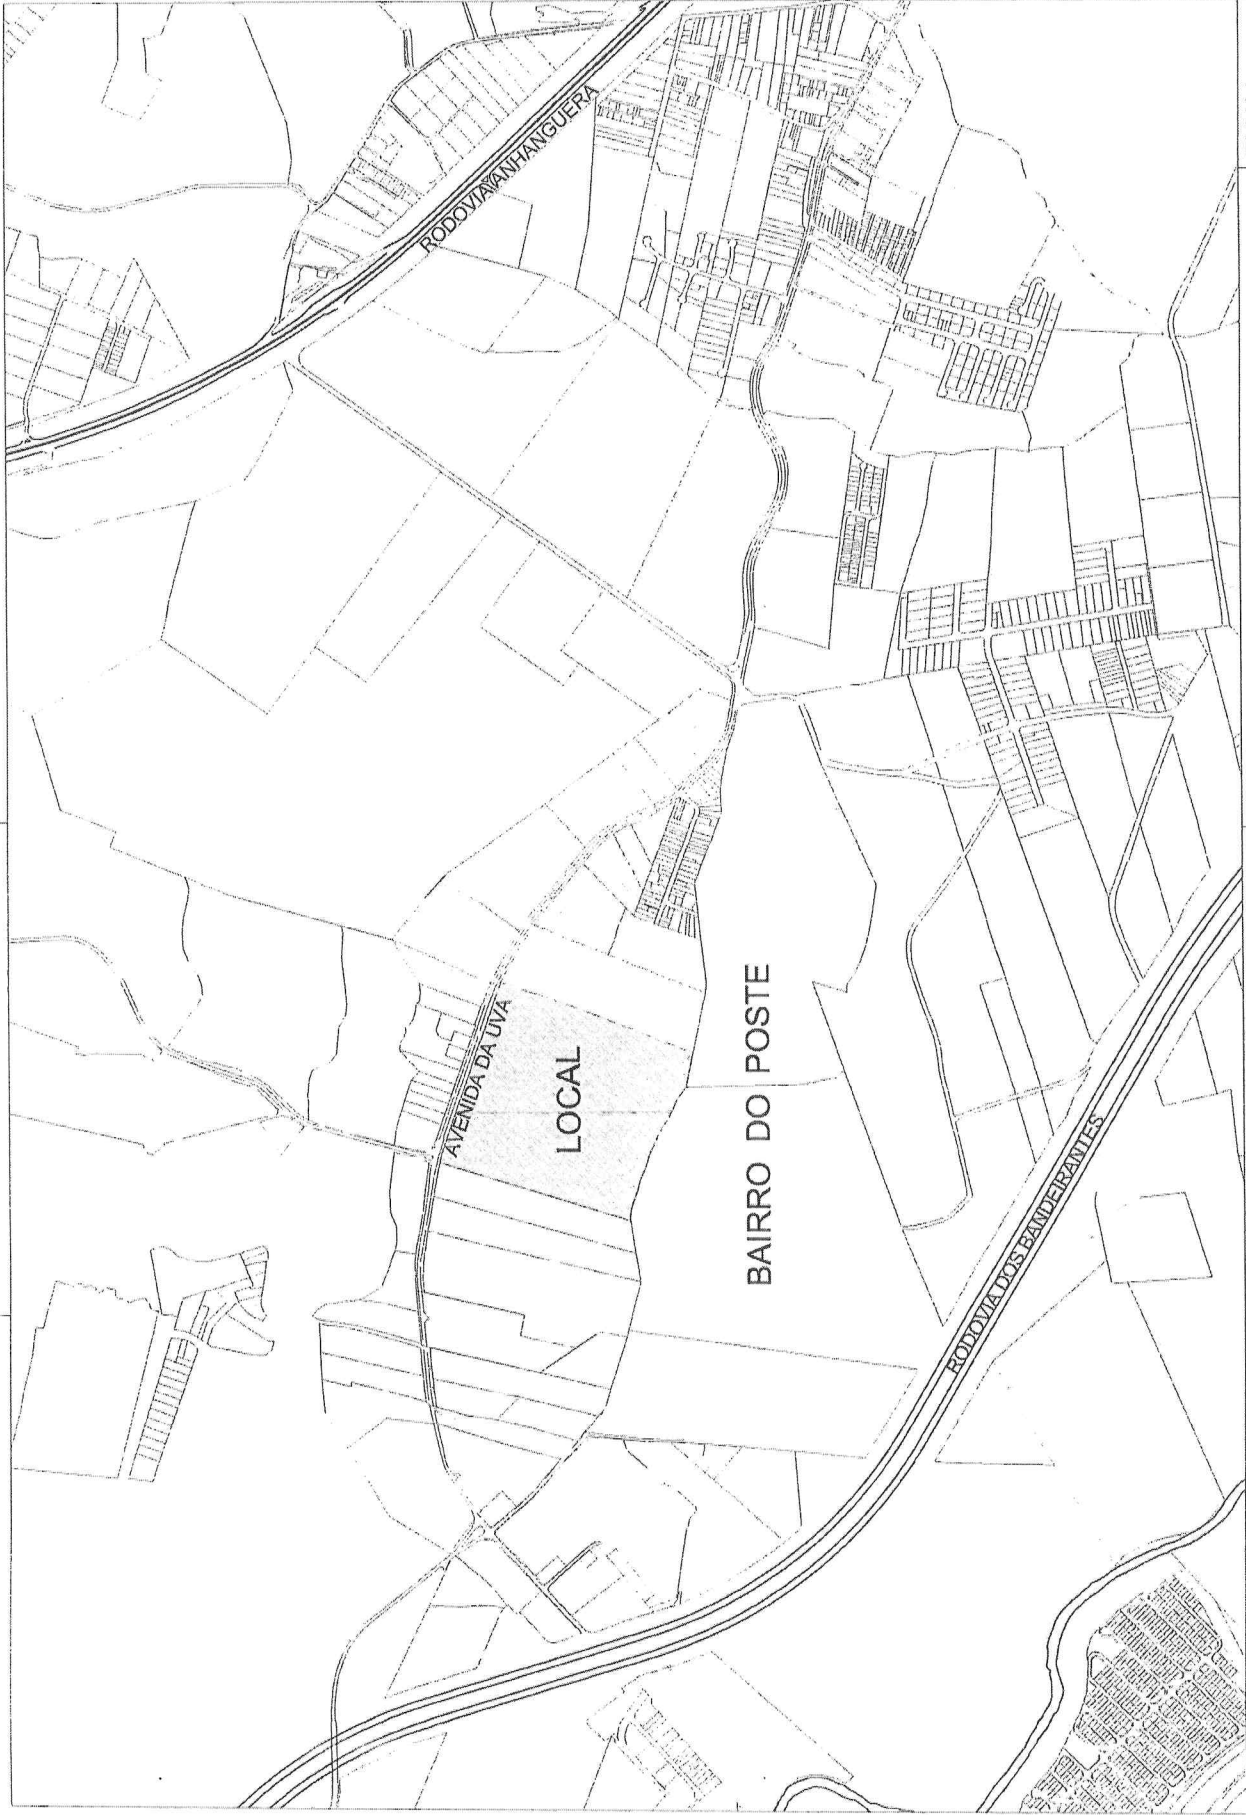 RODOVIA ANHANGUERA
AVENIDA DA UVA
LOCAL
BAIRRO DO POSTE
RODOVIA DOS BANDEIRANTES